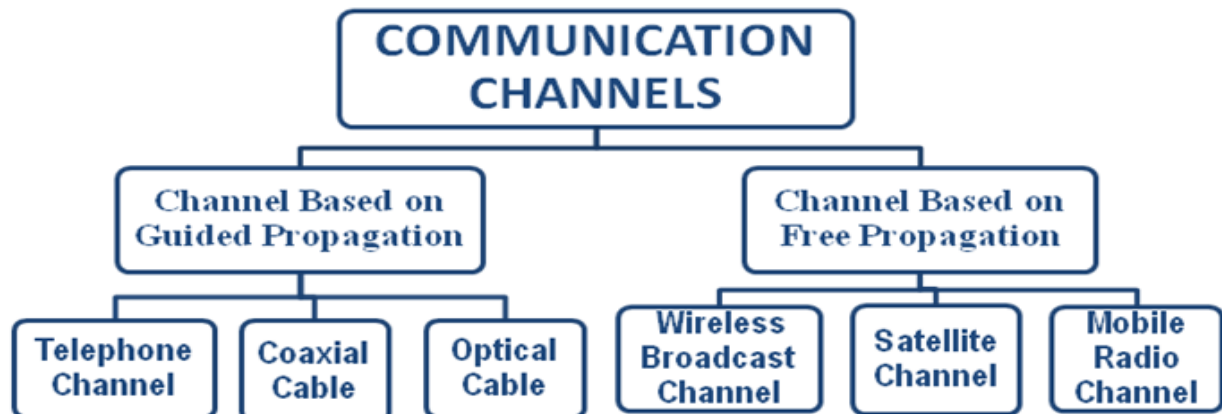 COMMUNICATION
CHANNELS
Channel Based on
Guided Propagation
Channel Based on
Free Propagation
Telephone
Channel
Coaxial
Cable
Optical
Cable
Wireless
Broadcast
Channel
Satellite
Channel
Mobile
Radio
Channel